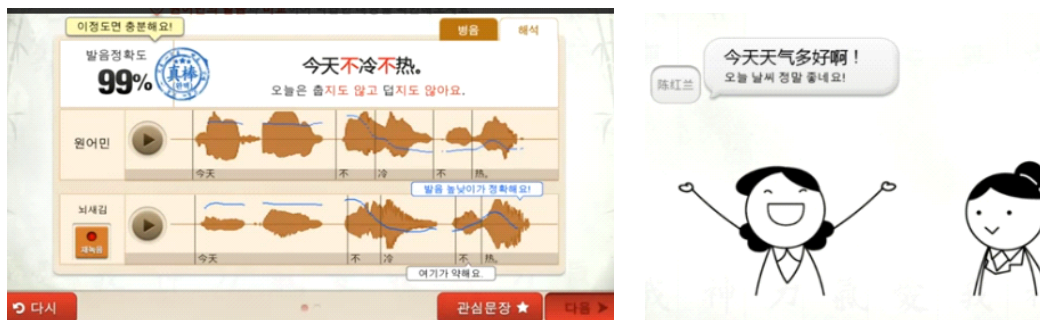 이정도면 충분해요!
병음
해석
발음정확도
99%
真棒
今天不冷不热。
오늘은 춥지도 않고 덥지도 않아요.
원어민
今天 不 冷 不 热。
발음 높낮이가 정확해요!
뇌새김
재녹음
今天 不 冷 不 热。
여기가 약해요.
다시
관심문장
다음
今天天气多好啊！
오늘 날씨 정말 좋네요!
陈红兰